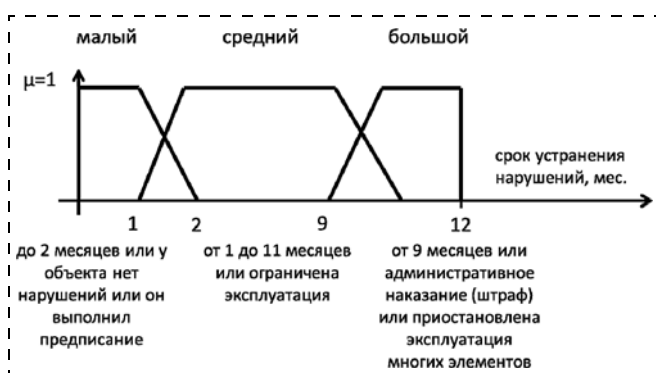 малый средний большой
μ=1
срок устранения
нарушений, мес.
1 2 9 12
до 2 месяцев или у
объекта нет
нарушений или он
выполнил
предписание
от 1 до 11 месяцев
или ограничена
эксплуатация
от 9 месяцев или
административное
наказание (штраф)
или приостановлена
эксплуатация
многих элементов